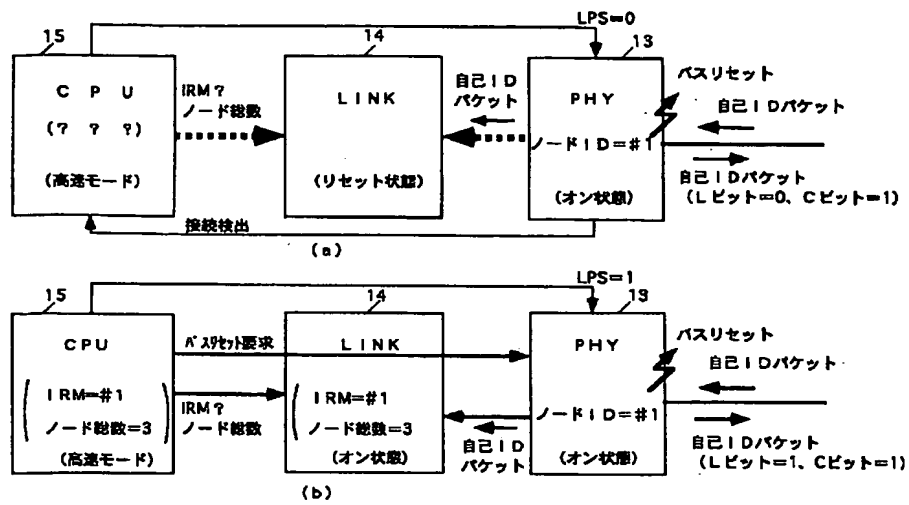 LPS=0
15
14
13
C P U
(? ? ?)
(高速モード)
IRM?
ノード総数
LINK
(リセット状態)
自己ID
パケット
PHY
ノードID=#1
(オン状態)
バスリセット
自己IDパケット
自己IDパケット
(Lビット=0、Cビット=1)
接続検出
(a)
LPS=1
15
14
13
CPU
IRM=#1
ノード総数=3
(高速モード)
バスリセット要求
IRM?
ノード総数
LINK
IRM=#1
ノード総数=3
(オン状態)
自己ID
パケット
PHY
ノードID=#1
(オン状態)
バスリセット
自己IDパケット
自己IDパケット
(Lビット=1、Cビット=1)
(b)